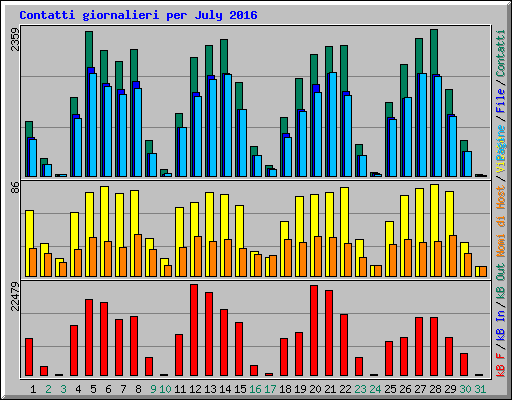 Contatti giornalieri per July 2016
2359
86
22479
kB F / kB In / kB Out Nomi di Host / ViPagine / File / Contatti
1 2 3 4 5 6 7 8 9 10 11 12 13 14 15 16 17 18 19 20 21 22 23 24 25 26 27 28 29 30 31